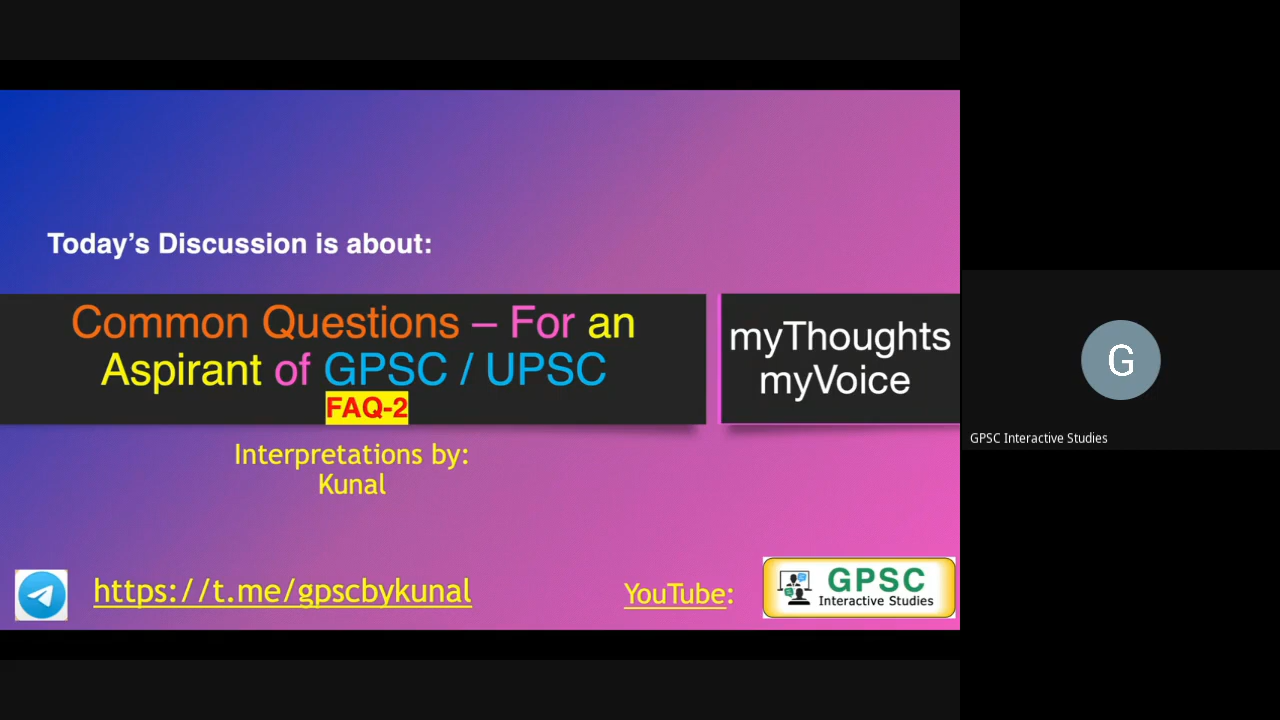 Today’s Discussion is about:
Common Questions – For an
Aspirant of GPSC / UPSC
FAQ-2
myThoughts
myVoice
Interpretations by:
Kunal
https://t.me/gpscbykunal
YouTube:
GPSC
Interactive Studies
G
GPSC Interactive Studies